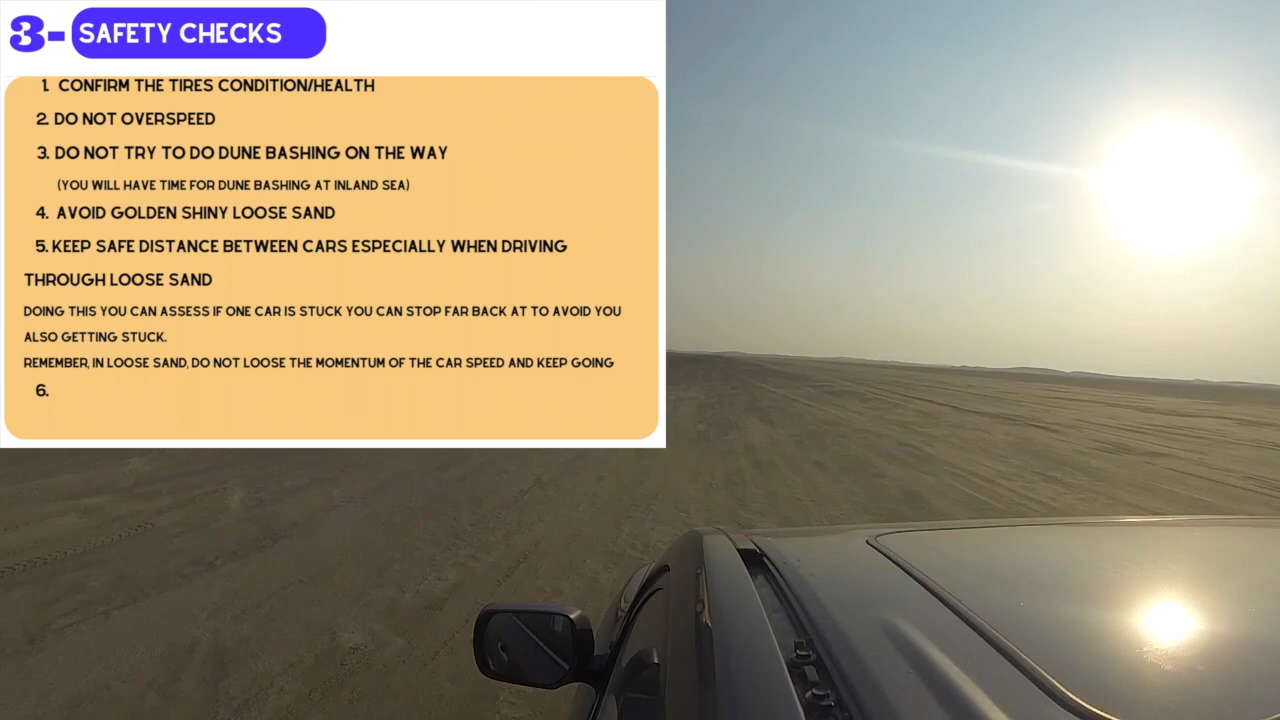 3- SAFETY CHECKS
1. CONFIRM THE TIRES CONDITION/HEALTH
2. DO NOT OVERSPEED
3. DO NOT TRY TO DO DUNE BASHING ON THE WAY
(YOU WILL HAVE TIME FOR DUNE BASHING AT INLAND SEA)
4. AVOID GOLDEN SHINY LOOSE SAND
5. KEEP SAFE DISTANCE BETWEEN CARS ESPECIALLY WHEN DRIVING
THROUGH LOOSE SAND
DOING THIS YOU CAN ASSESS IF ONE CAR IS STUCK YOU CAN STOP FAR BACK AT TO AVOID YOU
ALSO GETTING STUCK.
REMEMBER, IN LOOSE SAND, DO NOT LOOSE THE MOMENTUM OF THE CAR SPEED AND KEEP GOING
6.